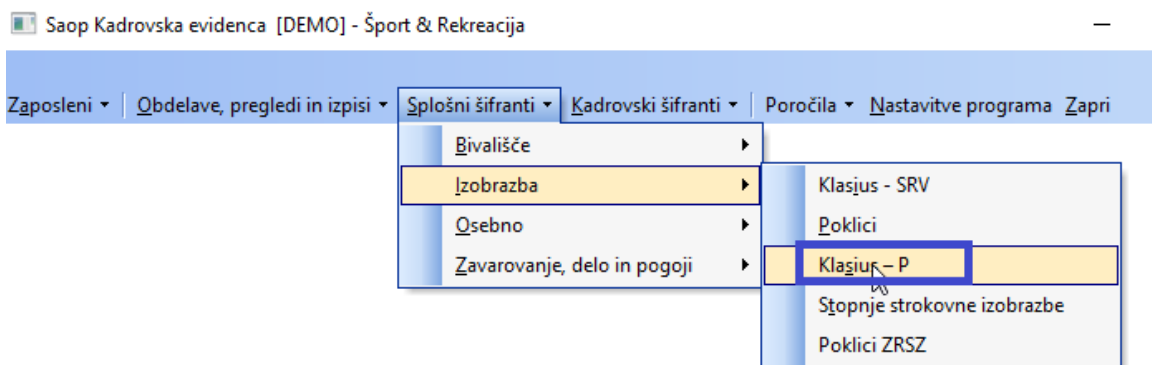 Saop Kadrovska evidenca [DEMO] - Šport & Rekreacija
Zaposleni Obdelave, pregledi in izpisi Splošni šifranti Kadrovski šifranti Poročila Nastavitve programa Zapri
Bivališče
Izobrazba
Osebno
Zavarovanje, delo in pogoji
Klasius - SRV
Poklici
Klasius – P
Stopnje strokovne izobrazbe
Poklici ZRSZ